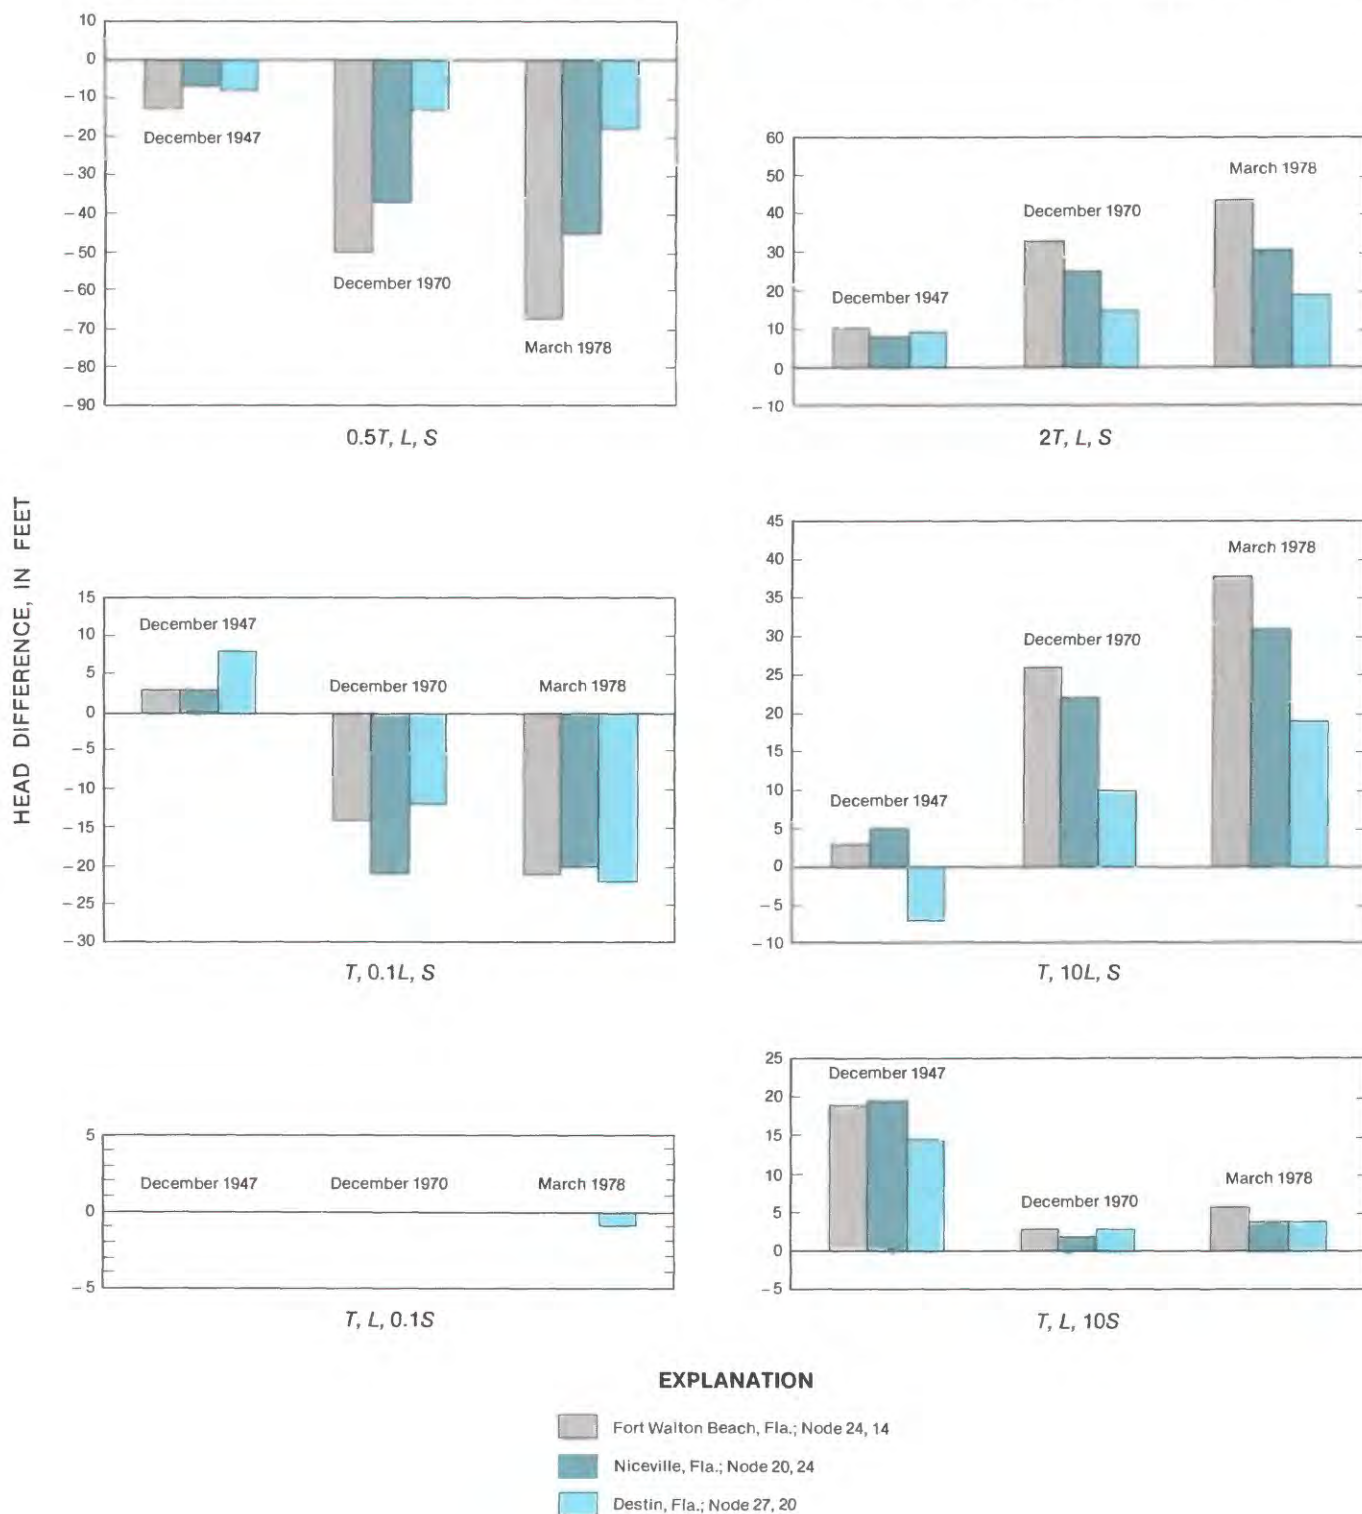 HEAD DIFFERENCE, IN FEET
10
0
-10
-20
-30
-40
-50
-60
-70
-80
-90
December 1947
December 1970
March 1978
0.5T, L, S
60
50
40
30
20
10
0
-10
December 1947
December 1970
March 1978
2T, L, S
15
10
5
0
-5
-10
-15
-20
-25
-30
December 1947
December 1970
March 1978
T, 0.1L, S
45
40
35
30
25
20
15
10
5
0
-5
-10
December 1947
December 1970
March 1978
T, 10L, S
5
0
-5
December 1947
December 1970
March 1978
T, L, 0.1S
25
20
15
10
5
0
-5
December 1947
December 1970
March 1978
T, L, 10S
EXPLANATION
Fort Walton Beach, Fla.; Node 24, 14
Niceville, Fla.; Node 20, 24
Destin, Fla.; Node 27, 20